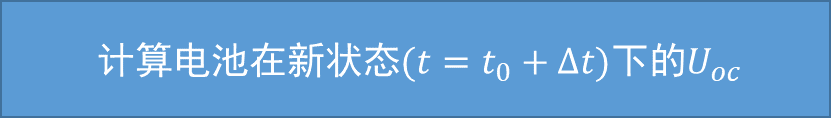 计算电池在新状态(t = t₀ + Δt)下的Uₒc